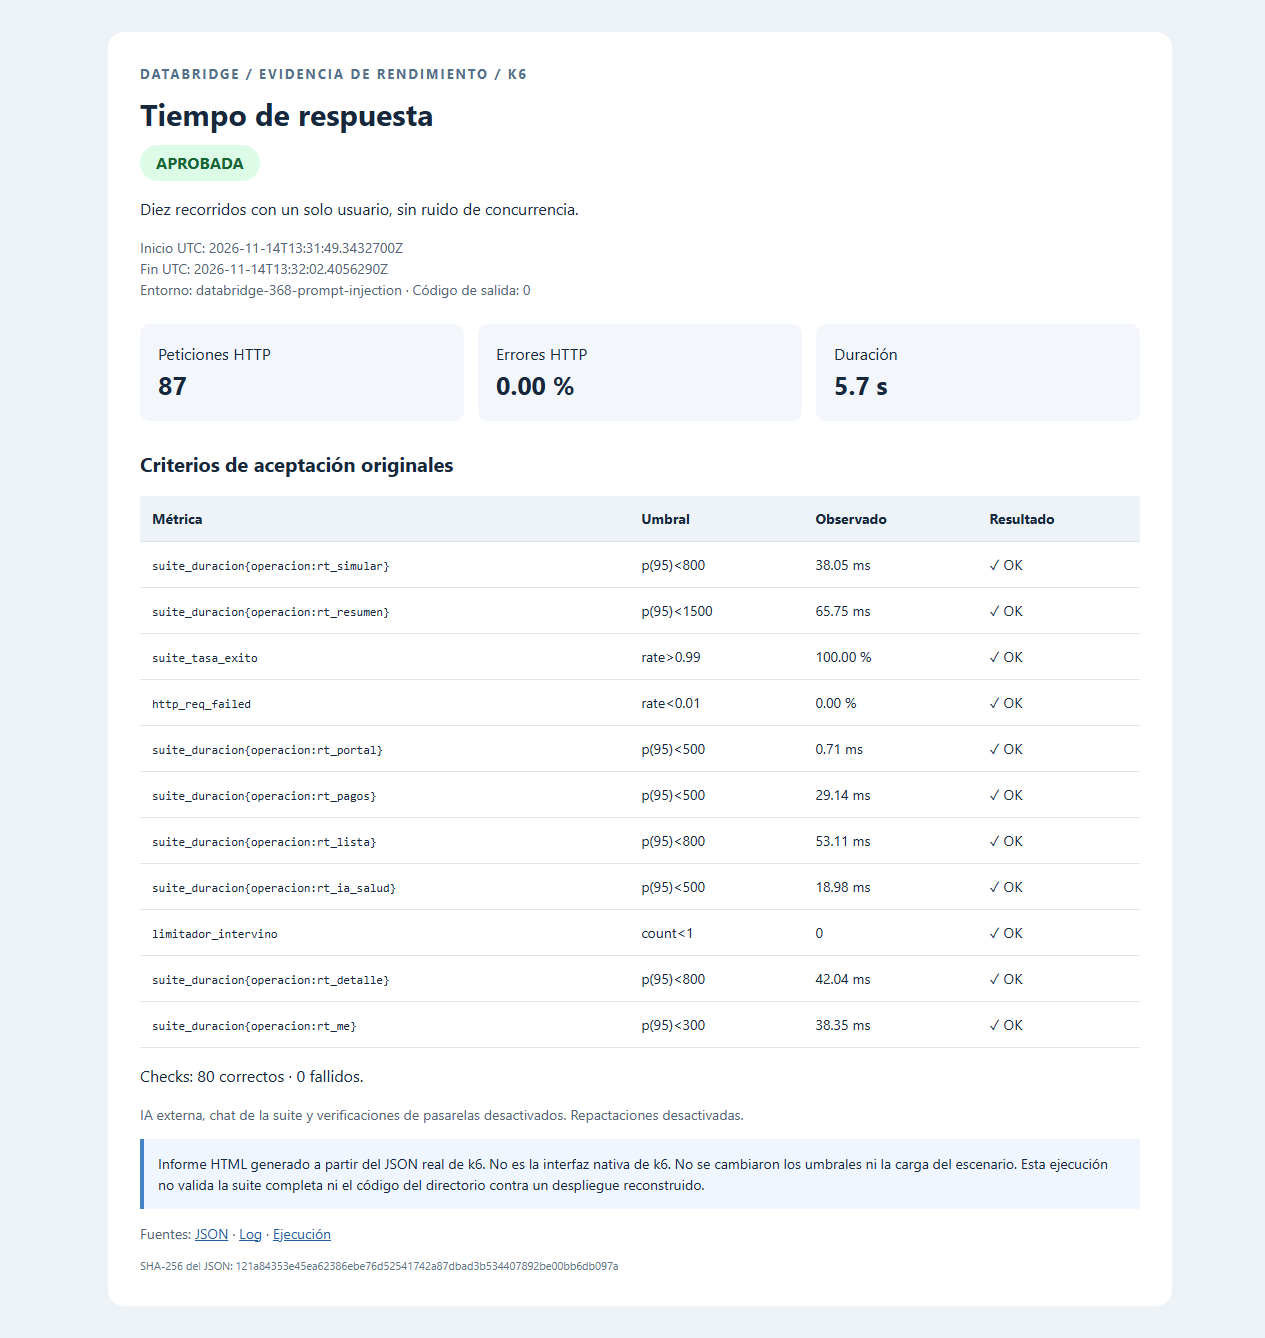 DATABRIDGE / EVIDENCIA DE RENDIMIENTO / K6
Tiempo de respuesta
APROBADA
Diez recorridos con un solo usuario, sin ruido de concurrencia.
Inicio UTC: 2026-11-14T13:31:49.3432700Z
Fin UTC: 2026-11-14T13:32:02.4056290Z
Entorno: databridge-368-prompt-injection · Código de salida: 0
Peticiones HTTP
87
Errores HTTP
0.00 %
Duración
5.7 s
Criterios de aceptación originales
Métrica Umbral Observado Resultado
suite_duracion{operacion:rt_simular} p(95)<800 38.05 ms ✓ OK
suite_duracion{operacion:rt_resumen} p(95)<1500 65.75 ms ✓ OK
suite_tasa_exito rate>0.99 100.00 % ✓ OK
http_req_failed rate<0.01 0.00 % ✓ OK
suite_duracion{operacion:rt_portal} p(95)<500 0.71 ms ✓ OK
suite_duracion{operacion:rt_pagos} p(95)<500 29.14 ms ✓ OK
suite_duracion{operacion:rt_lista} p(95)<800 53.11 ms ✓ OK
suite_duracion{operacion:rt_ia_salud} p(95)<500 18.98 ms ✓ OK
limitador_intervino count<1 0 ✓ OK
suite_duracion{operacion:rt_detalle} p(95)<800 42.04 ms ✓ OK
suite_duracion{operacion:rt_me} p(95)<300 38.35 ms ✓ OK
Checks: 80 correctos · 0 fallidos.
IA externa, chat de la suite y verificaciones de pasarelas desactivados. Repactaciones desactivadas.
Informe HTML generado a partir del JSON real de k6. No es la interfaz nativa de k6. No se cambiaron los umbrales ni la carga del escenario. Esta ejecución
no valida la suite completa ni el código del directorio contra un despliegue reconstruido.
Fuentes: JSON · Log · Ejecución
SHA-256 del JSON: 121a84353e45ea62386ebe76d52541742a87dbad3b534407892be00bb6db097a